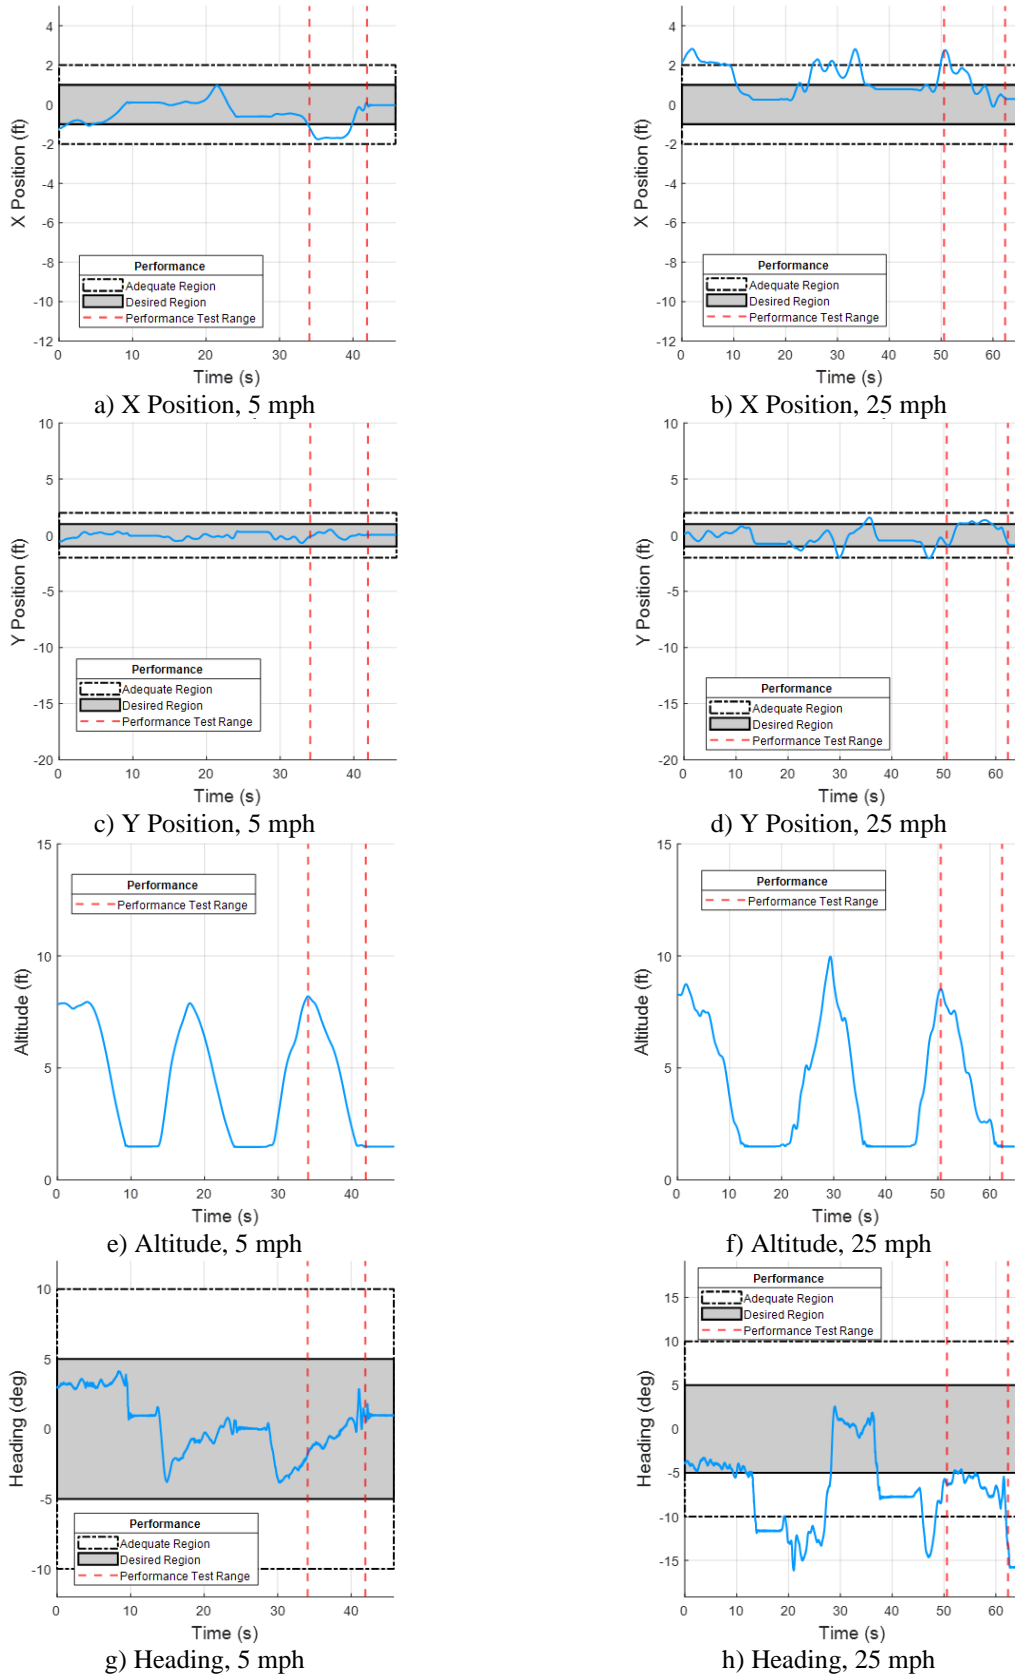 4
2
0
-2
-4
-6
-8
-10
-12
X Position (ft)
Performance
Adequate Region
Desired Region
Performance Test Range
0 10 20 30 40
Time (s)
a) X Position, 5 mph
4
2
0
-2
-4
-6
-8
-10
-12
X Position (ft)
Performance
Adequate Region
Desired Region
Performance Test Range
0 10 20 30 40 50 60
Time (s)
b) X Position, 25 mph
10
5
0
-5
-10
-15
-20
Y Position (ft)
Performance
Adequate Region
Desired Region
Performance Test Range
0 10 20 30 40
Time (s)
c) Y Position, 5 mph
10
5
0
-5
-10
-15
-20
Y Position (ft)
Performance
Adequate Region
Desired Region
Performance Test Range
0 10 20 30 40 50 60
Time (s)
d) Y Position, 25 mph
15
10
5
0
Altitude (ft)
Performance
Performance Test Range
0 10 20 30 40
Time (s)
e) Altitude, 5 mph
15
10
5
0
Altitude (ft)
Performance
Performance Test Range
0 10 20 30 40 50 60
Time (s)
f) Altitude, 25 mph
10
5
0
-5
-10
Heading (deg)
Performance
Adequate Region
Desired Region
Performance Test Range
0 10 20 30 40
Time (s)
g) Heading, 5 mph
15
10
5
0
-5
-10
-15
Heading (deg)
Performance
Adequate Region
Desired Region
Performance Test Range
0 10 20 30 40 50 60
Time (s)
h) Heading, 25 mph